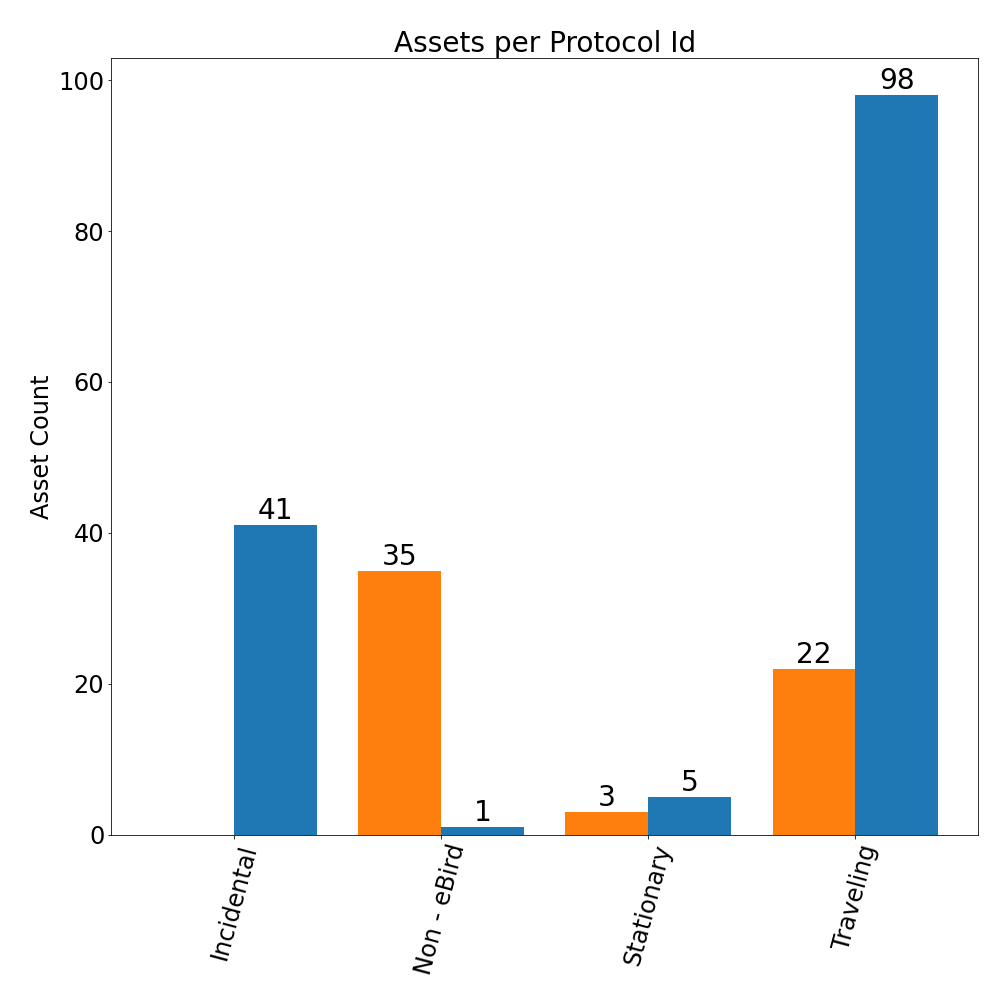 Assets per Protocol Id
100
80
60
40
20
0
Asset Count
41
35
1
3
5
22
98
Incidental
Non - eBird
Stationary
Traveling